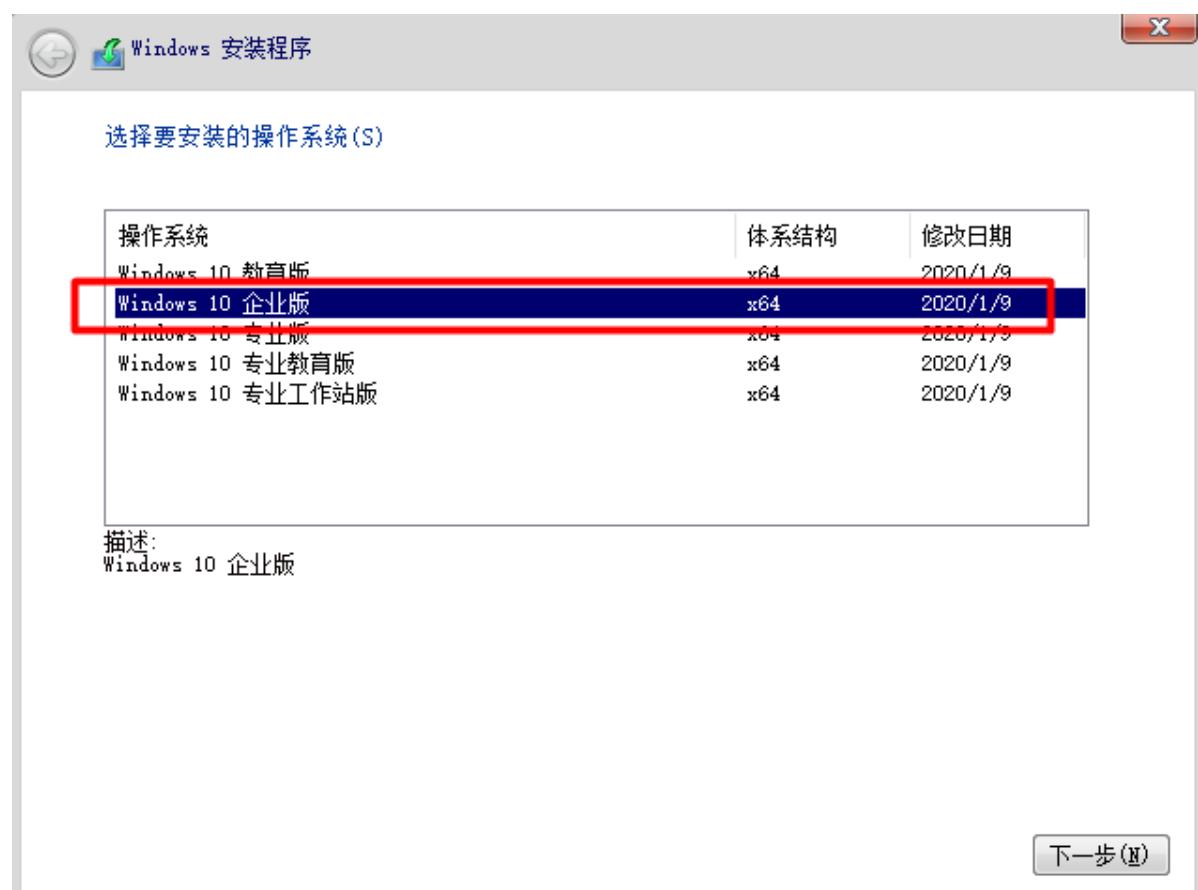 Windows 安装程序
选择要安装的操作系统(S)
操作系统 体系结构 修改日期
Windows 10 教育版 x64 2020/1/9
Windows 10 企业版 x64 2020/1/9
Windows 10 专业版 x64 2020/1/9
Windows 10 专业教育版 x64 2020/1/9
Windows 10 专业工作站版 x64 2020/1/9
描述:
Windows 10 企业版
下一步(N)